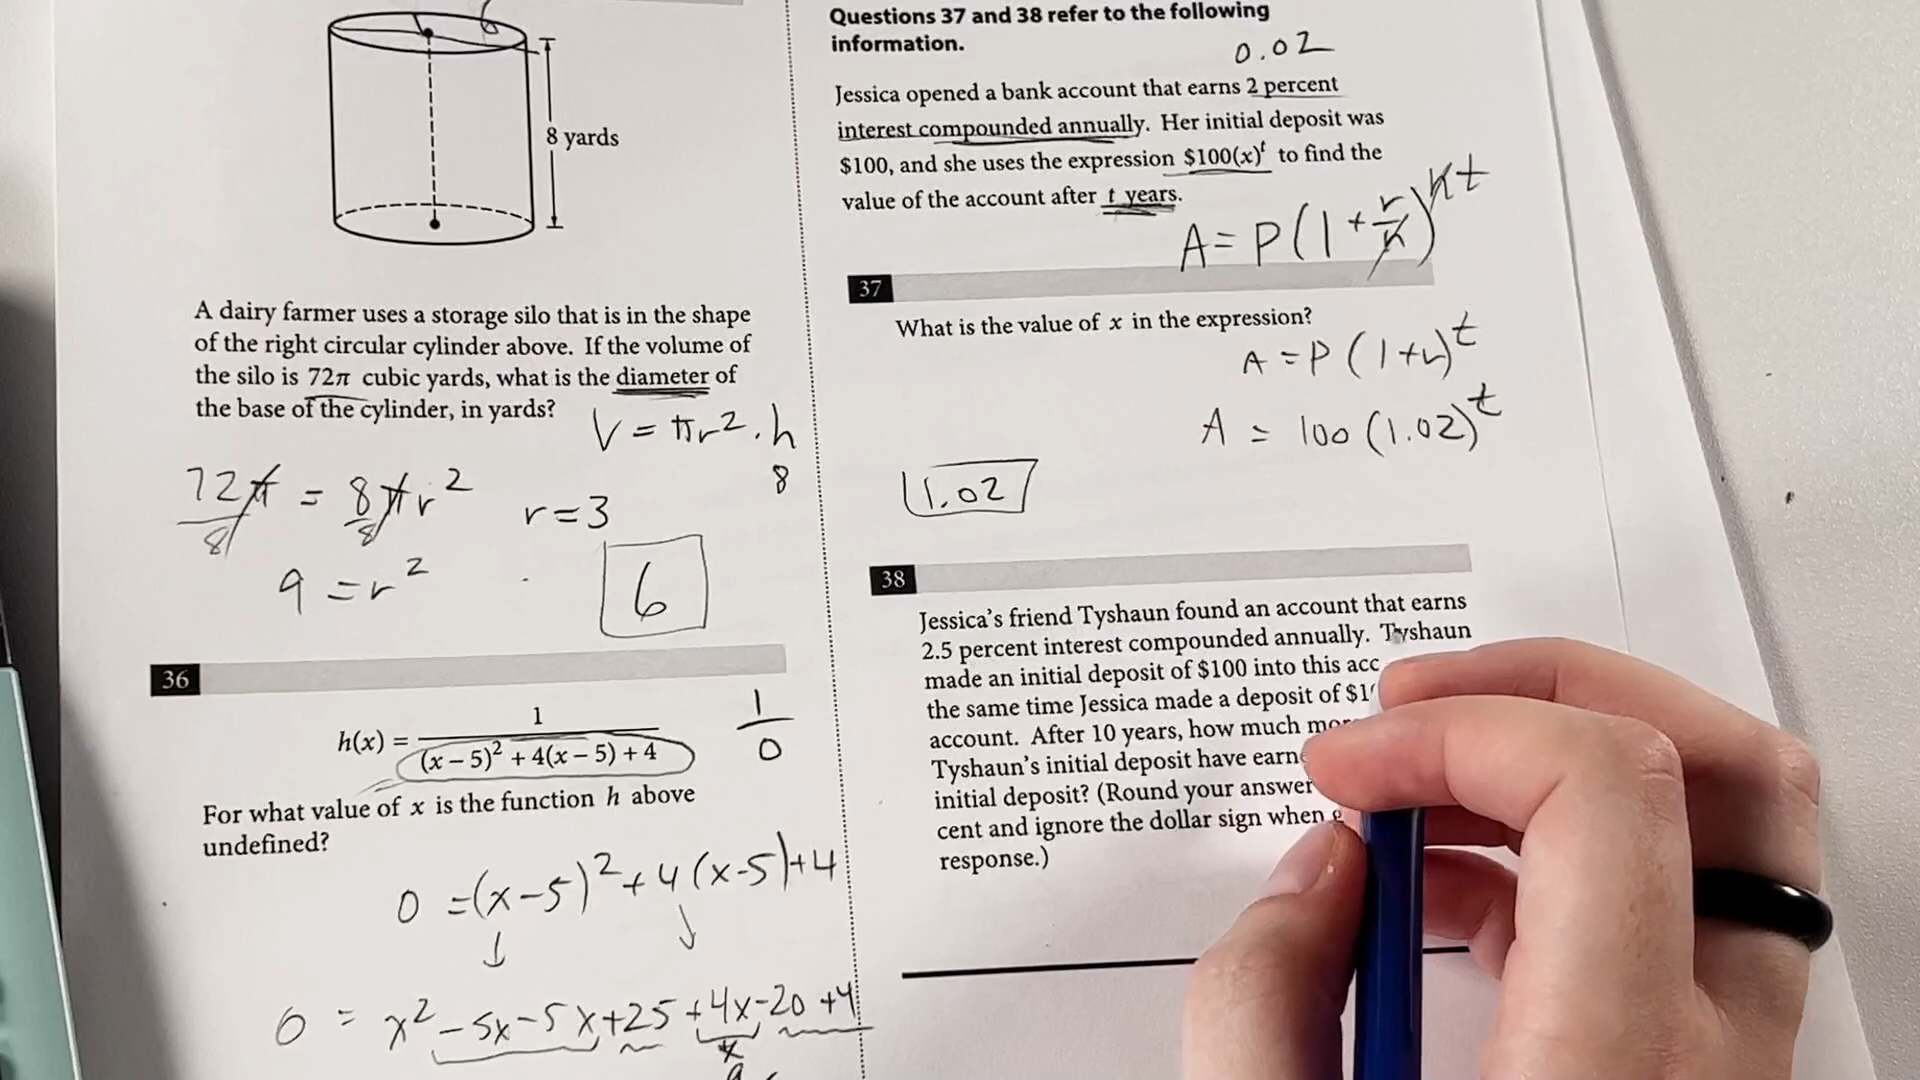 6
8 yards
A dairy farmer uses a storage silo that is in the shape
of the right circular cylinder above. If the volume of
the silo is 72π cubic yards, what is the diameter of
the base of the cylinder, in yards?
V = πr² · h
8
72π = 8πr²
8 8
r = 3
9 = r²
6
36
h(x) = 1 / (x – 5)² + 4(x – 5) + 4
1
0
For what value of x is the function h above
undefined?
0 = (x-5)² + 4(x-5)+4
0 = x² - 5x - 5x + 25 + 4x - 20 + 4
Questions 37 and 38 refer to the following
information.
0.02
Jessica opened a bank account that earns 2 percent
interest compounded annually. Her initial deposit was
$100, and she uses the expression $100(x)ᵗ to find the
value of the account after t years.
A = P(1 + r/n)ⁿᵗ
37
What is the value of x in the expression?
A = P(1+r)ᵗ
A = 100(1.02)ᵗ
1.02
38
Jessica's friend Tyshaun found an account that earns
2.5 percent interest compounded annually. Tyshaun
made an initial deposit of $100 into this acc
the same time Jessica made a deposit of $1
account. After 10 years, how much
Tyshaun's initial deposit have earn
initial deposit? (Round your answer
cent and ignore the dollar sign when
response.)